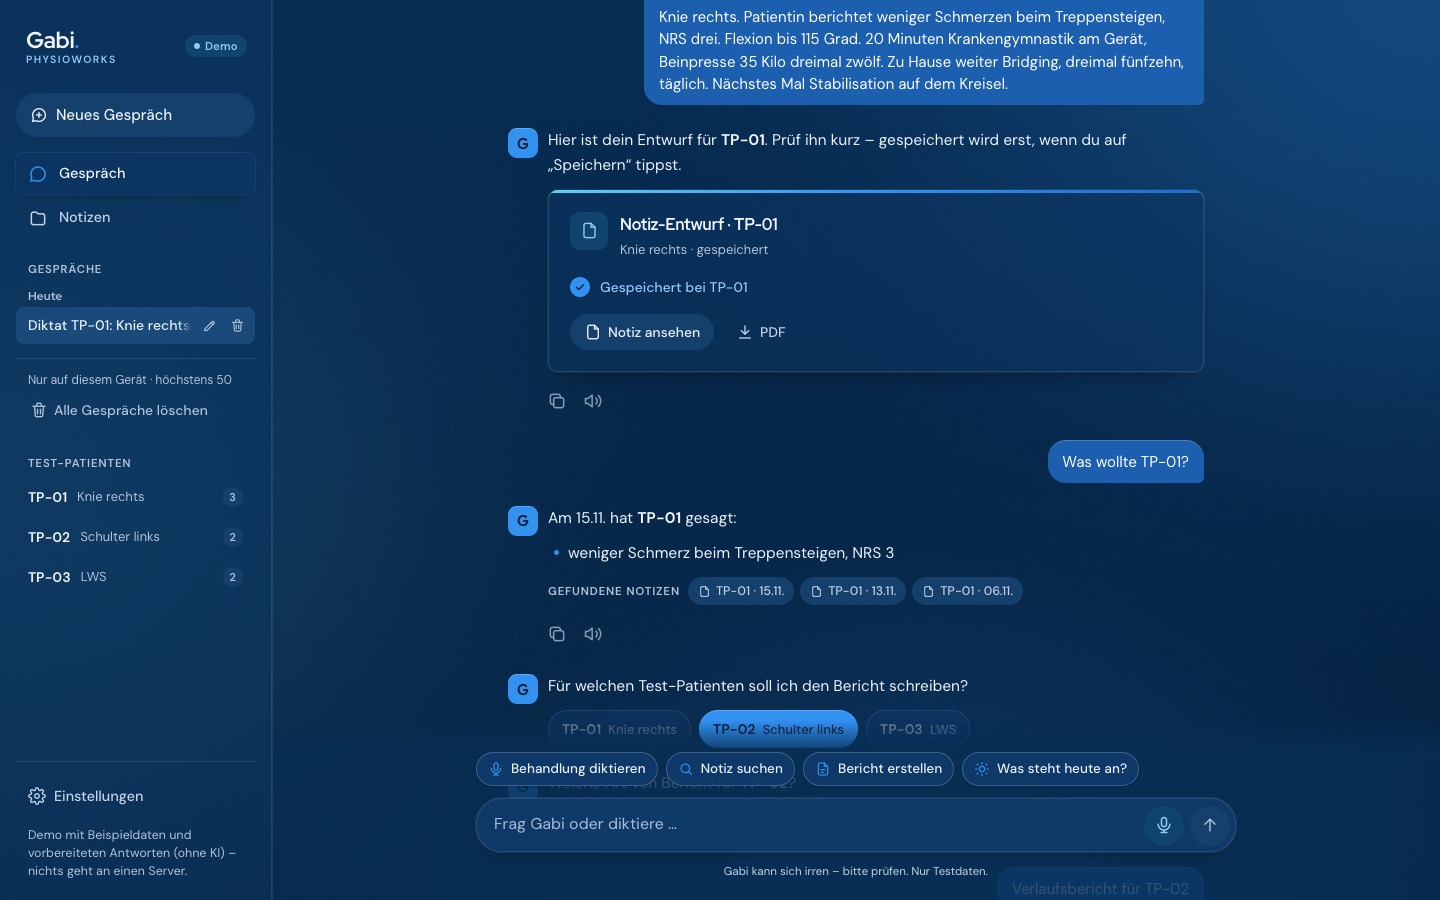 Gabi.
PHYSIOWORKS
Demo
Neues Gespräch
Gespräch
Notizen
GESPRÄCHE
Heute
Diktat TP-01: Knie rechts
Nur auf diesem Gerät · höchstens 50
Alle Gespräche löschen
TEST-PATIENTEN
TP-01 Knie rechts 3
TP-02 Schulter links 2
TP-03 LWS 2
Einstellungen
Demo mit Beispieldaten und
vorbereiteten Antworten (ohne KI) –
nichts geht an einen Server.
Knie rechts. Patientin berichtet weniger Schmerzen beim Treppensteigen,
NRS drei. Flexion bis 115 Grad. 20 Minuten Krankengymnastik am Gerät,
Beinpresse 35 Kilo dreimal zwölf. Zu Hause weiter Bridging, dreimal fünfzehn,
täglich. Nächstes Mal Stabilisation auf dem Kreisel.
G
Hier ist dein Entwurf für TP-01. Prüf ihn kurz – gespeichert wird erst, wenn du auf
„Speichern“ tippst.
Notiz-Entwurf · TP-01
Knie rechts · gespeichert
Gespeichert bei TP-01
Notiz ansehen PDF
Was wollte TP-01?
G
Am 15.11. hat TP-01 gesagt:
• weniger Schmerz beim Treppensteigen, NRS 3
GEFUNDENE NOTIZEN TP-01 · 15.11. TP-01 · 13.11. TP-01 · 06.11.
G
Für welchen Test-Patienten soll ich den Bericht schreiben?
TP-01 Knie rechts TP-02 Schulter links TP-03 LWS
Behandlung diktieren Notiz suchen Bericht erstellen Was steht heute an?
G
Welche Art von Bericht für TP-02?
Frag Gabi oder diktiere ...
Gabi kann sich irren – bitte prüfen. Nur Testdaten.
Verlaufsbericht für TP-02